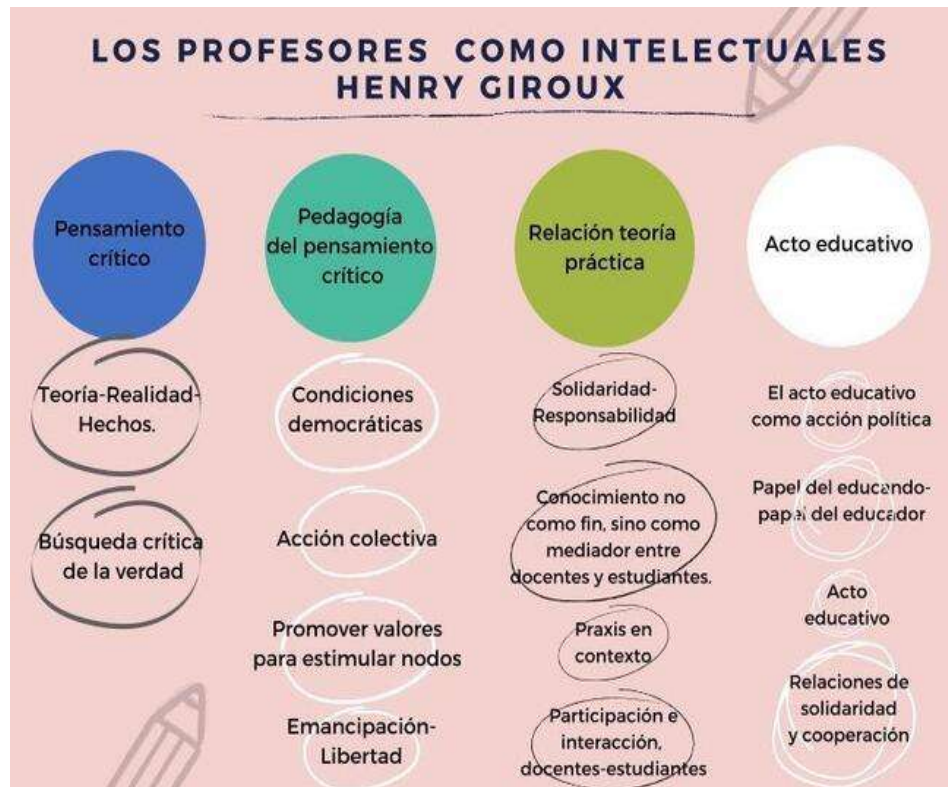 LOS PROFESORES COMO INTELECTUALES
HENRY GIROUX
Pensamiento
crítico
Teoría-Realidad-
Hechos.
Búsqueda crítica
de la verdad
Pedagogía
del pensamiento
crítico
Condiciones
democráticas
Acción colectiva
Promover valores
para estimular nodos
Emancipación-
Libertad
Relación teoría
práctica
Solidaridad-
Responsabilidad
Conocimiento no
como fin, sino como
mediador entre
docentes y estudiantes.
Praxis en
contexto
Participación e
interacción,
docentes-estudiantes
Acto educativo
El acto educativo
como acción política
Papel del educando-
papel del educador
Acto
educativo
Relaciones de
solidaridad
y cooperación